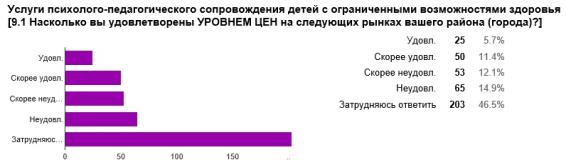 Услуги психолого-педагогического сопровождения детей с ограниченными возможностями здоровья
[9.1 Насколько вы удовлетворены УРОВНЕМ ЦЕН на следующих рынках вашего района (города)?]
Удовл.
Скорее удовл.
Скорее неуд...
Неудовл.
Затрудняюс...
0 50 100 150
Удовл. 25 5.7%
Скорее удовл. 50 11.4%
Скорее неудовл. 53 12.1%
Неудовл. 65 14.9%
Затрудняюсь ответить 203 46.5%